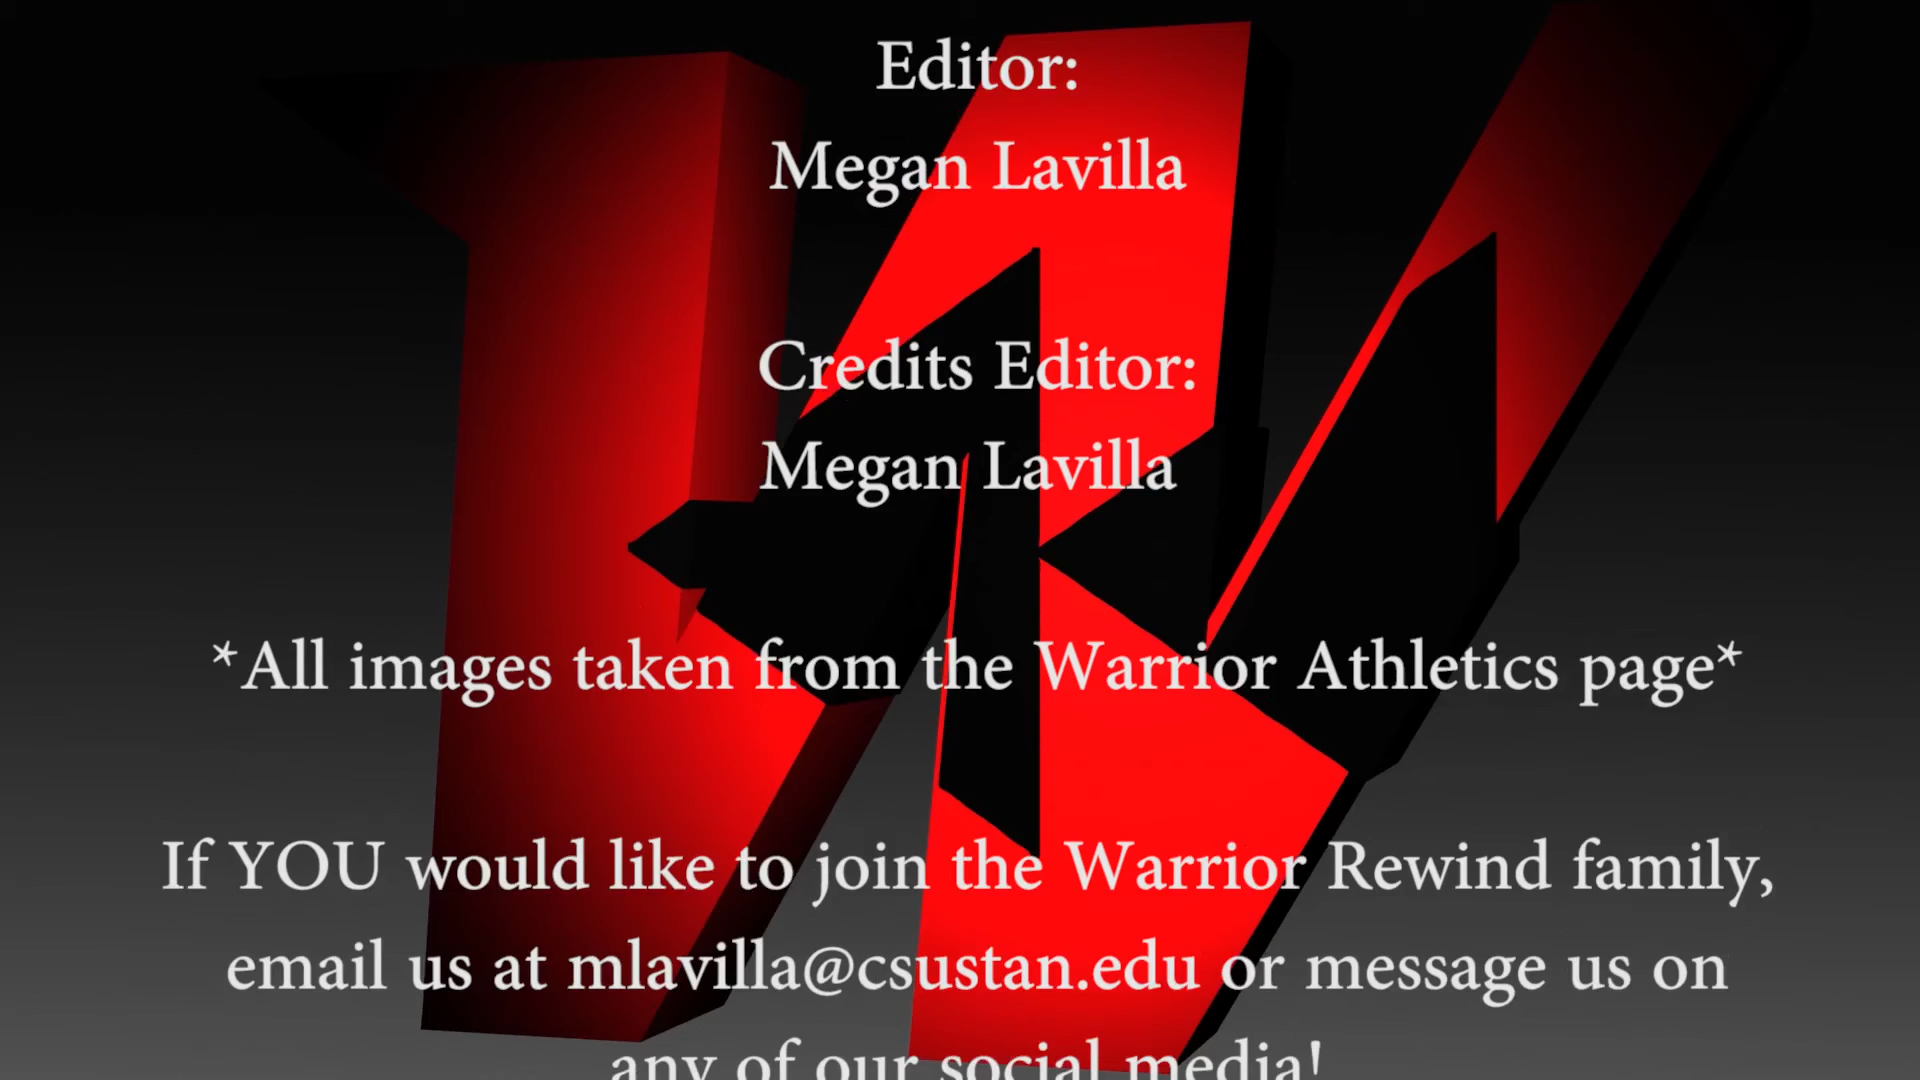 Editor:
Megan Lavilla
Credits Editor:
Megan Lavilla
*All images taken from the Warrior Athletics page*
If YOU would like to join the Warrior Rewind family,
email us at mlavilla@csustan.edu or message us on
any of our social media!